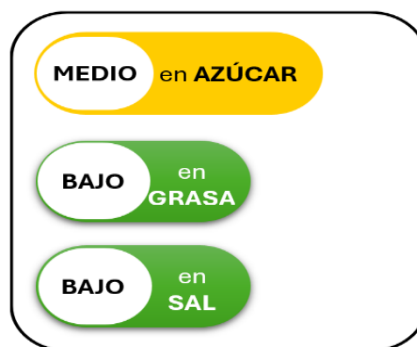 MEDIO en AZÚCAR
BAJO en
GRASA
BAJO en
SAL